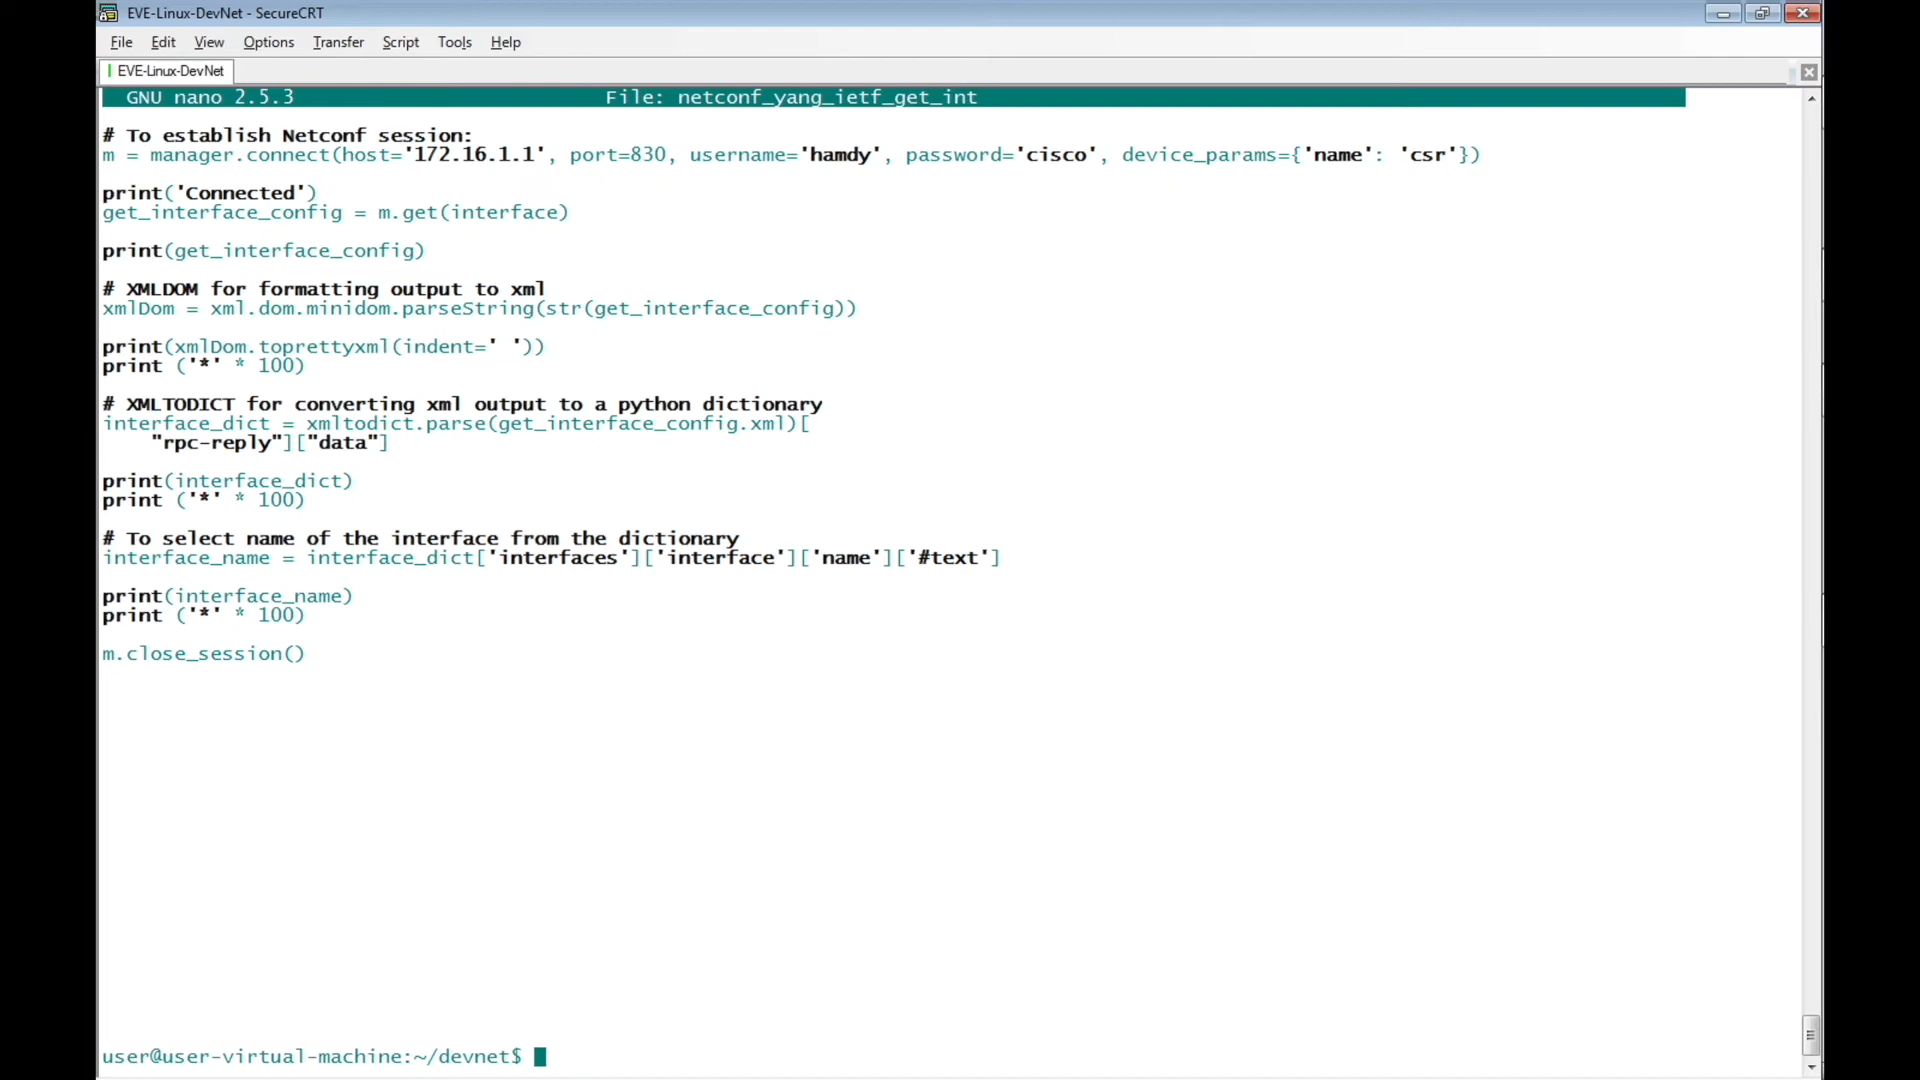 EVE-Linux-DevNet - SecureCRT
File Edit View Options Transfer Script Tools Help
EVE-Linux-DevNet
GNU nano 2.5.3 File: netconf_yang_ietf_get_int
# To establish Netconf session:
m = manager.connect(host='172.16.1.1', port=830, username='hamdy', password='cisco', device_params={'name': 'csr'})
print('Connected')
get_interface_config = m.get(interface)
print(get_interface_config)
# XMLDOM for formatting output to xml
xmlDom = xml.dom.minidom.parseString(str(get_interface_config))
print(xmlDom.toprettyxml(indent=' '))
print ('*' * 100)
# XMLTODICT for converting xml output to a python dictionary
interface_dict = xmltodict.parse(get_interface_config.xml)[
"rpc-reply"]["data"]
print(interface_dict)
print ('*' * 100)
# To select name of the interface from the dictionary
interface_name = interface_dict['interfaces']['interface']['name']['#text']
print(interface_name)
print ('*' * 100)
m.close_session()
user@user-virtual-machine:~/devnet$